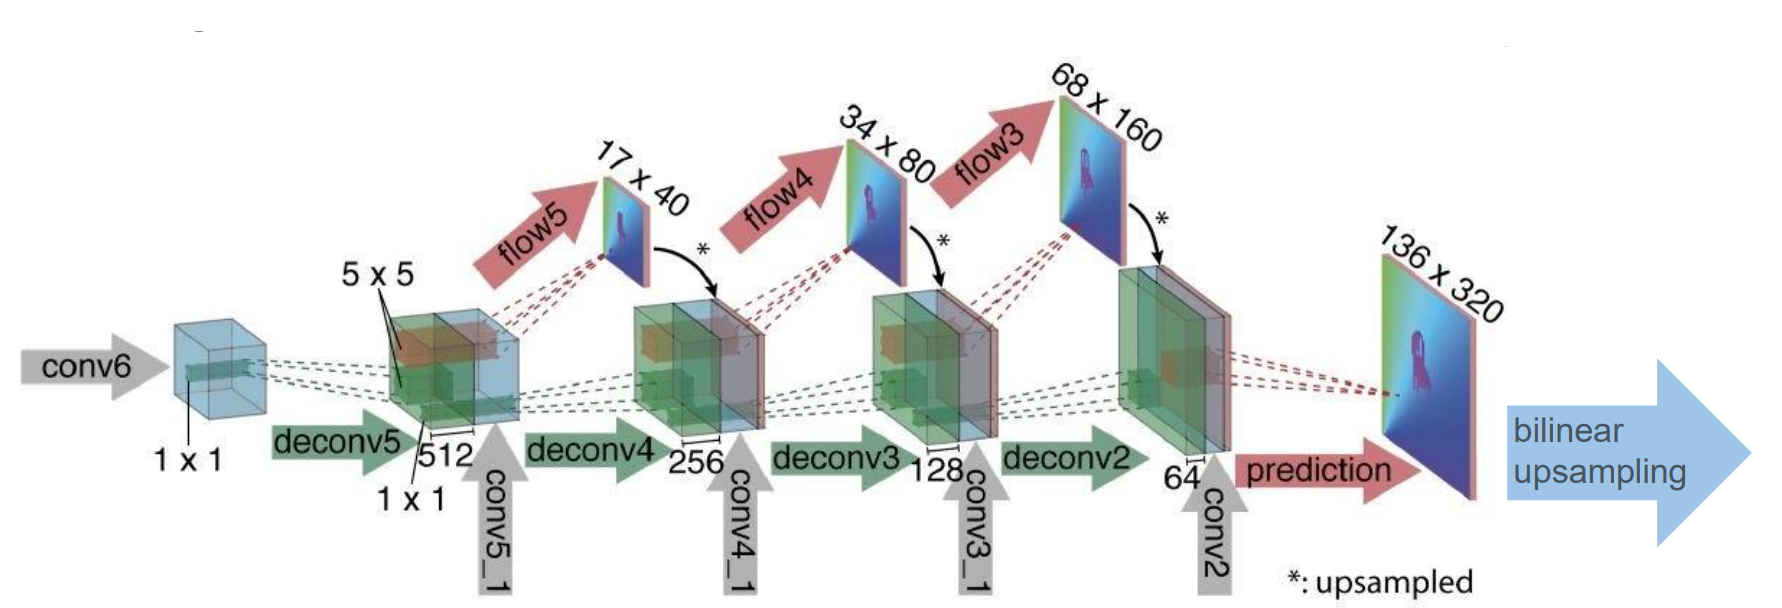 conv6
1 x 1
deconv5
5 x 5
512
1 x 1
conv5_1
flow5
17 x 40
*
deconv4
256
conv4_1
flow4
34 x 80
*
deconv3
128
conv3_1
flow3
68 x 160
*
deconv2
64
conv2
prediction
136 x 320
bilinear
upsampling
*: upsampled